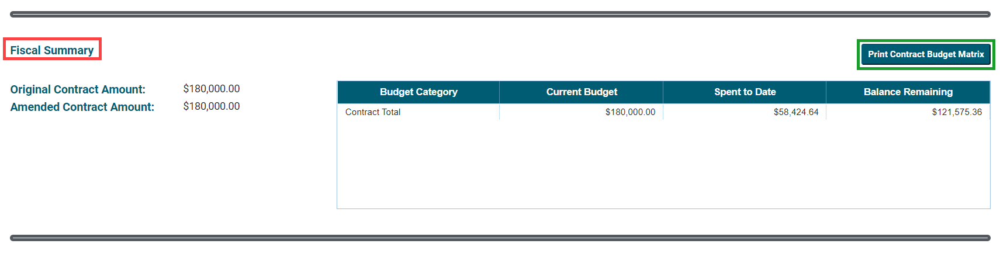 Fiscal Summary
Print Contract Budget Matrix
Original Contract Amount: $180,000.00
Amended Contract Amount: $180,000.00
Budget Category Current Budget Spent to Date Balance Remaining
Contract Total $180,000.00 $58,424.64 $121,575.36